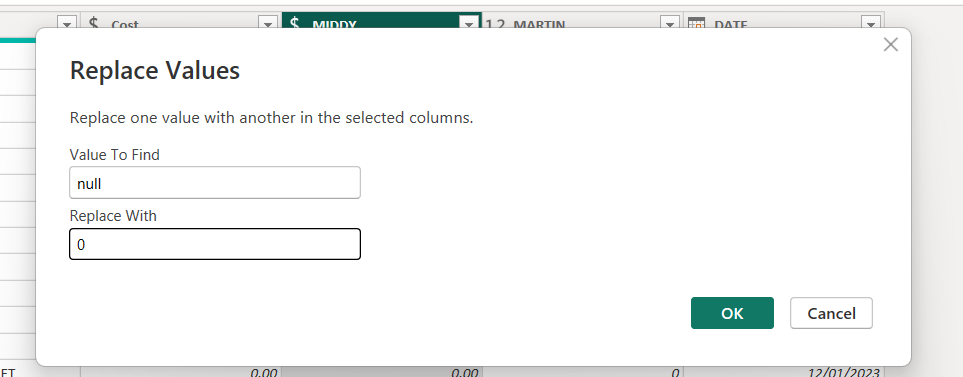 $ Cost $ MIDDY 1.2 MARTIN DATE
Replace Values
Replace one value with another in the selected columns.
Value To Find
null
Replace With
0
OK Cancel
ET 0.00 0.00 0 12/01/2023